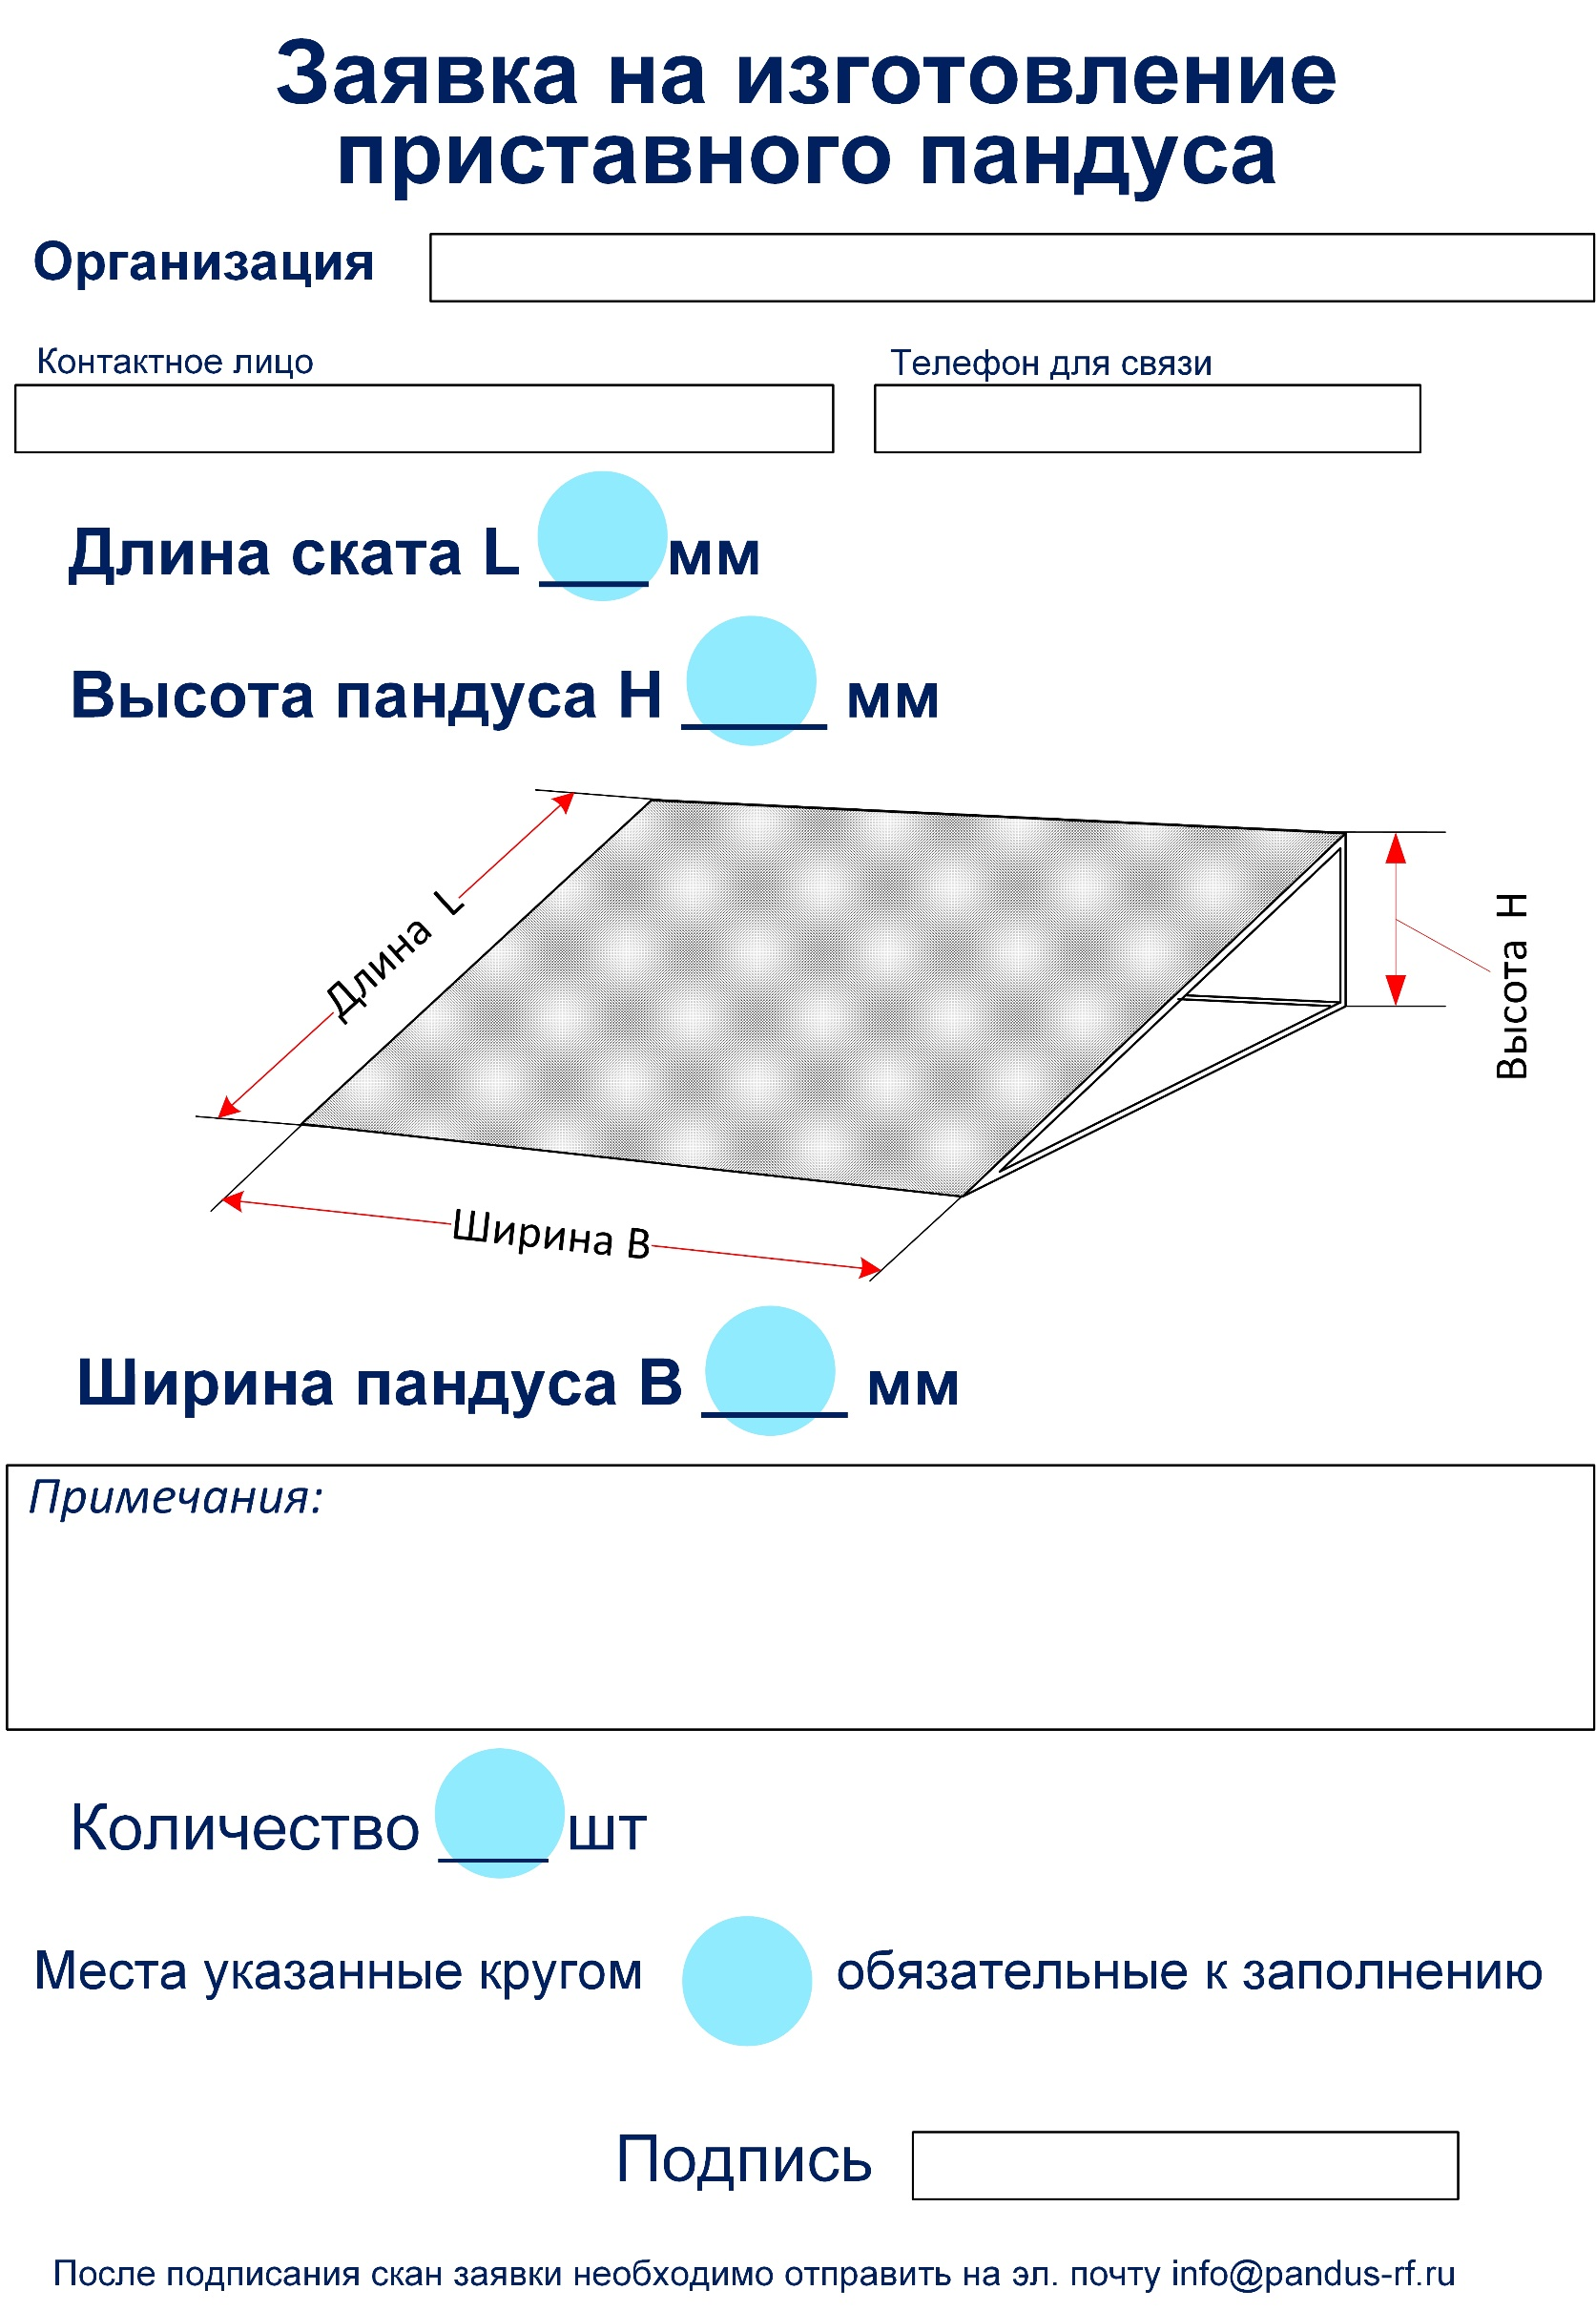 Заявка на изготовление
приставного пандуса
Организация
Контактное лицо
Телефон для связи
Длина ската L ___ мм
Высота пандуса H ____ мм
Длина L
Высота H
Ширина B
Ширина пандуса B ____ мм
Примечания:
Количество ___ шт
Места указанные кругом обязательные к заполнению
Подпись
После подписания скан заявки необходимо отправить на эл. почту info@pandus-rf.ru